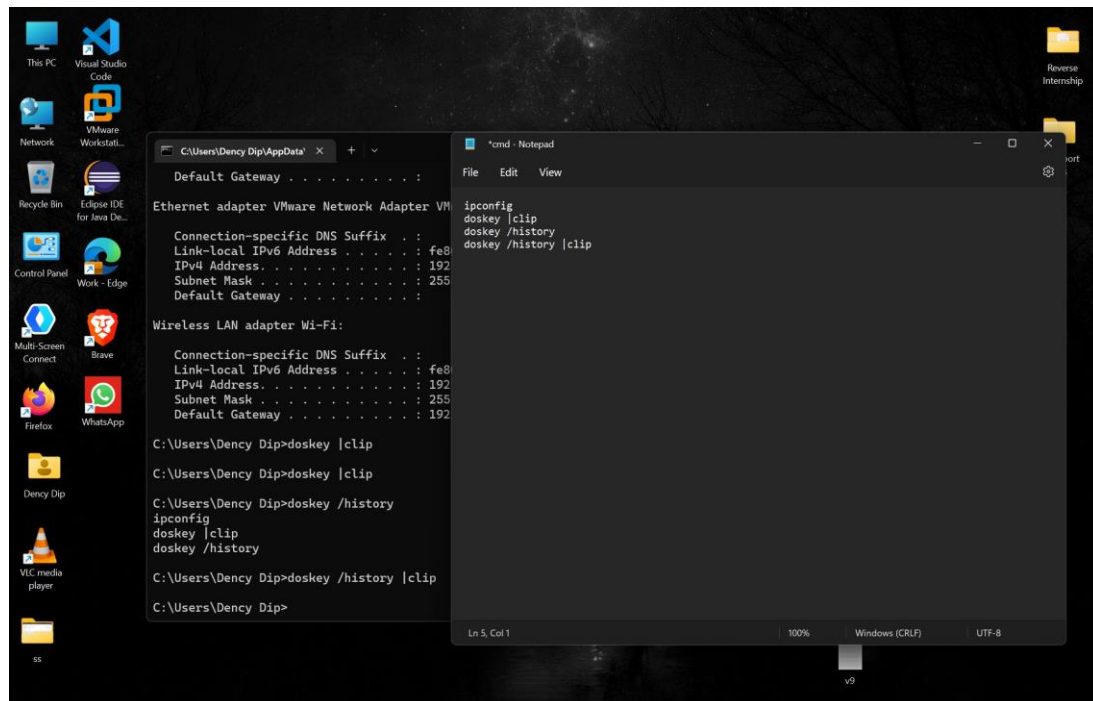 This PC
Visual Studio
Code
Network
VMware
Workstati...
Recycle Bin
Eclipse IDE
for Java De...
Control Panel
Work - Edge
Multi-Screen
Connect
Brave
Firefox
WhatsApp
Dency Dip
VLC media
player
ss
C:\Users\Dency Dip\AppData\
Default Gateway . . . . . . . . . :
Ethernet adapter VMware Network Adapter VM
Connection-specific DNS Suffix  . :
Link-local IPv6 Address . . . . . : fe8
IPv4 Address. . . . . . . . . . . : 192
Subnet Mask . . . . . . . . . . . : 255
Default Gateway . . . . . . . . . :
Wireless LAN adapter Wi-Fi:
Connection-specific DNS Suffix  . :
Link-local IPv6 Address . . . . . : fe8
IPv4 Address. . . . . . . . . . . : 192
Subnet Mask . . . . . . . . . . . : 255
Default Gateway . . . . . . . . . : 192
C:\Users\Dency Dip>doskey |clip
C:\Users\Dency Dip>doskey |clip
C:\Users\Dency Dip>doskey /history
ipconfig
doskey |clip
doskey /history
C:\Users\Dency Dip>doskey /history |clip
C:\Users\Dency Dip>
*cmd - Notepad
File Edit View
ipconfig
doskey |clip
doskey /history
doskey /history |clip
Ln 5, Col 1 100% Windows (CRLF) UTF-8
Reverse
Internship
ort
v9